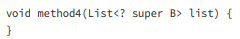 void method4(List<? super B> list) {
}